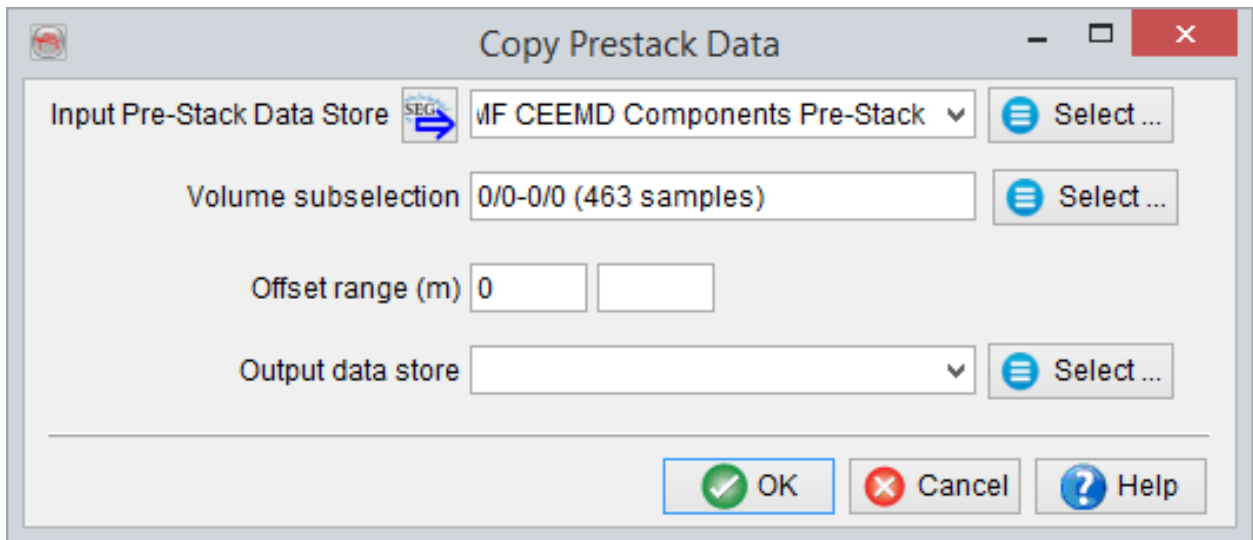 Copy Prestack Data
Input Pre-Stack Data Store SEG MF CEEMD Components Pre-Stack Select ...
Volume subselection 0/0-0/0 (463 samples) Select ...
Offset range (m) 0
Output data store Select ...
OK Cancel Help